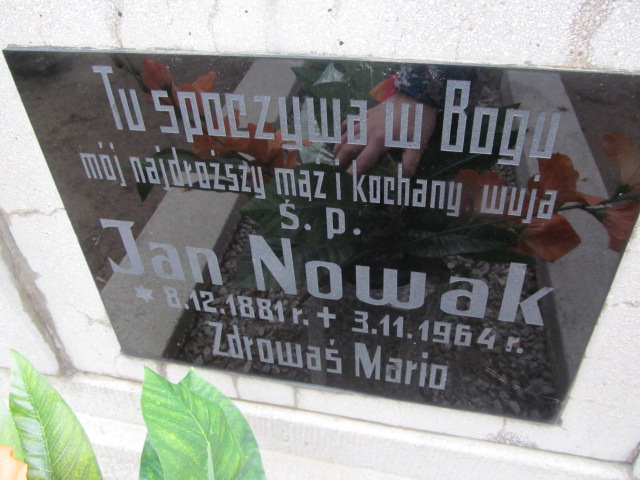 Tu spoczywa w Bogu
mój najdroższy mąż i kochany wuja
ś. p.
Jan Nowak
* 8.12.1881 r. + 3.11.1964 r.
Zdrowaś Mario